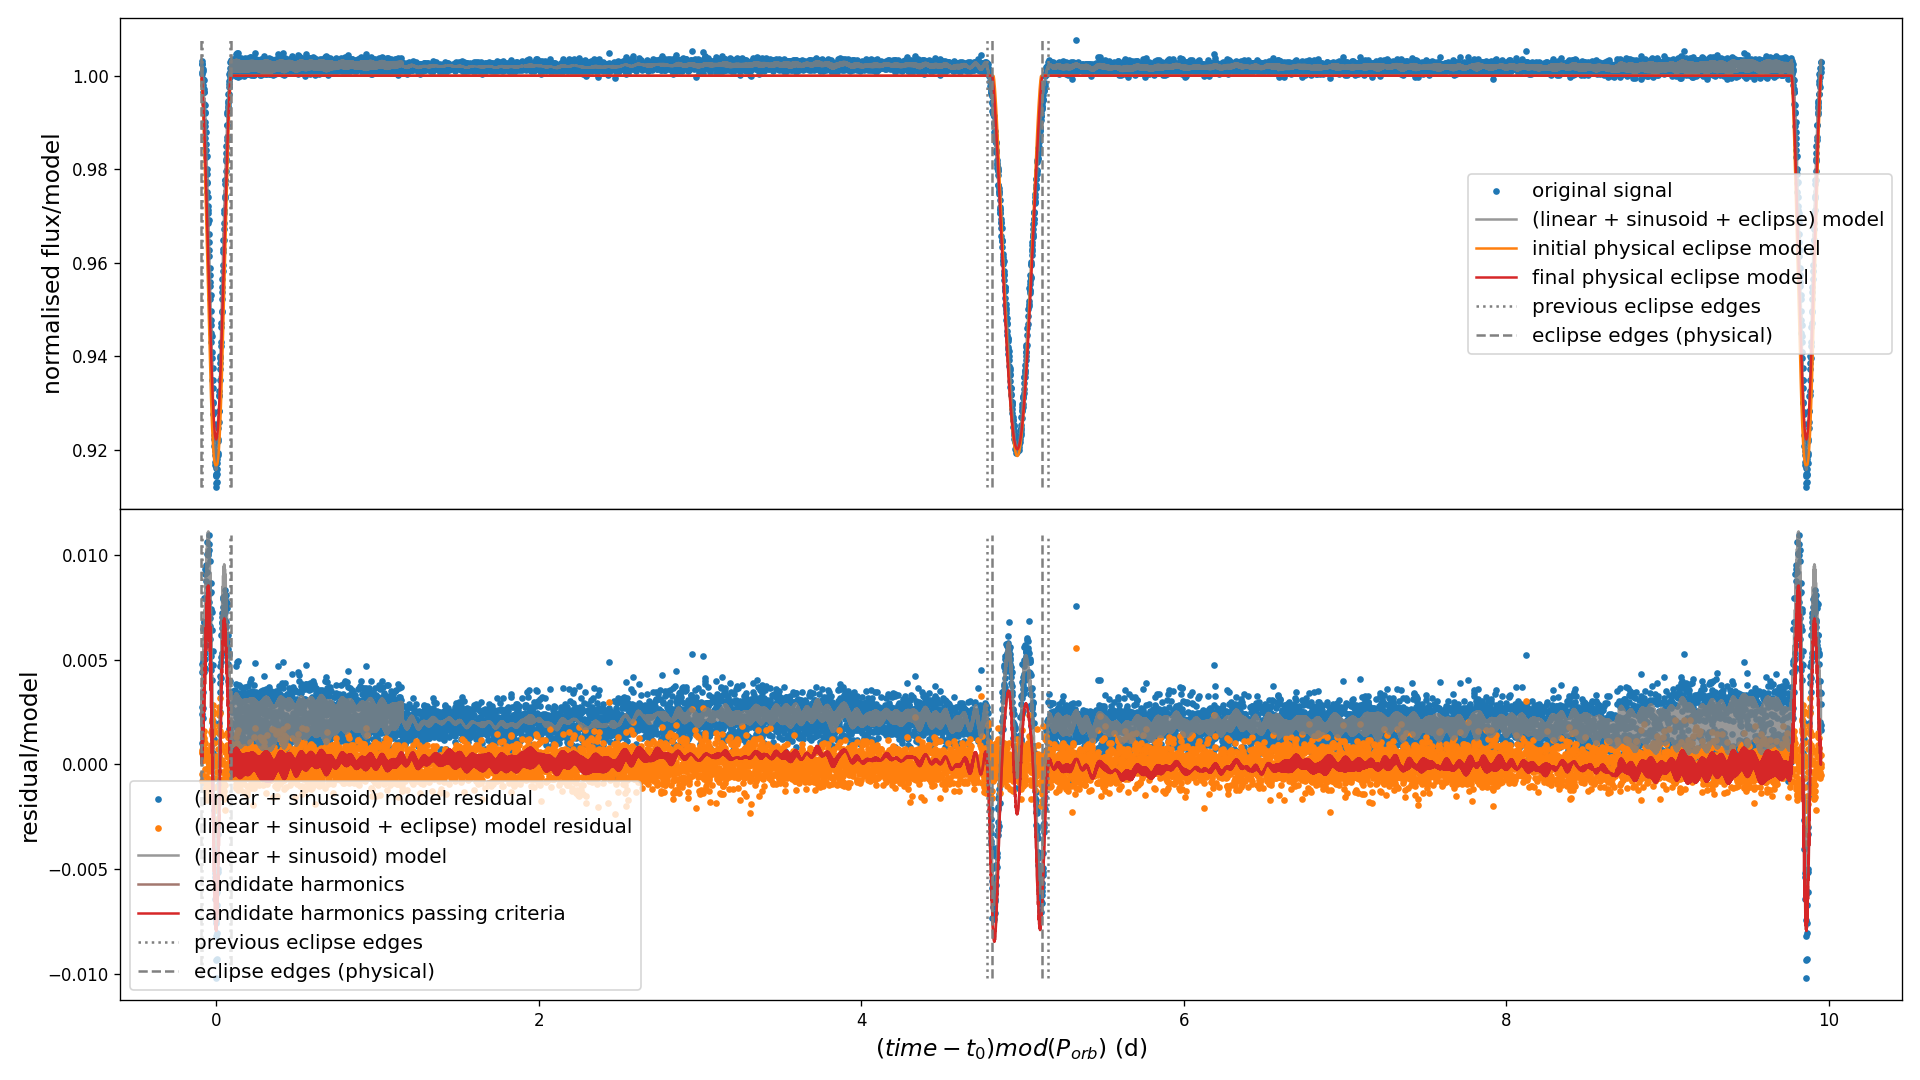 1.00
0.98
0.96
0.94
0.92
normalised flux/model
original signal
(linear + sinusoid + eclipse) model
initial physical eclipse model
final physical eclipse model
previous eclipse edges
eclipse edges (physical)
0.010
0.005
0.000
−0.005
−0.010
residual/model
(linear + sinusoid) model residual
(linear + sinusoid + eclipse) model residual
(linear + sinusoid) model
candidate harmonics
candidate harmonics passing criteria
previous eclipse edges
eclipse edges (physical)
0 2 4 6 8 10
(time − t₀)mod(Pₒᵣb) (d)